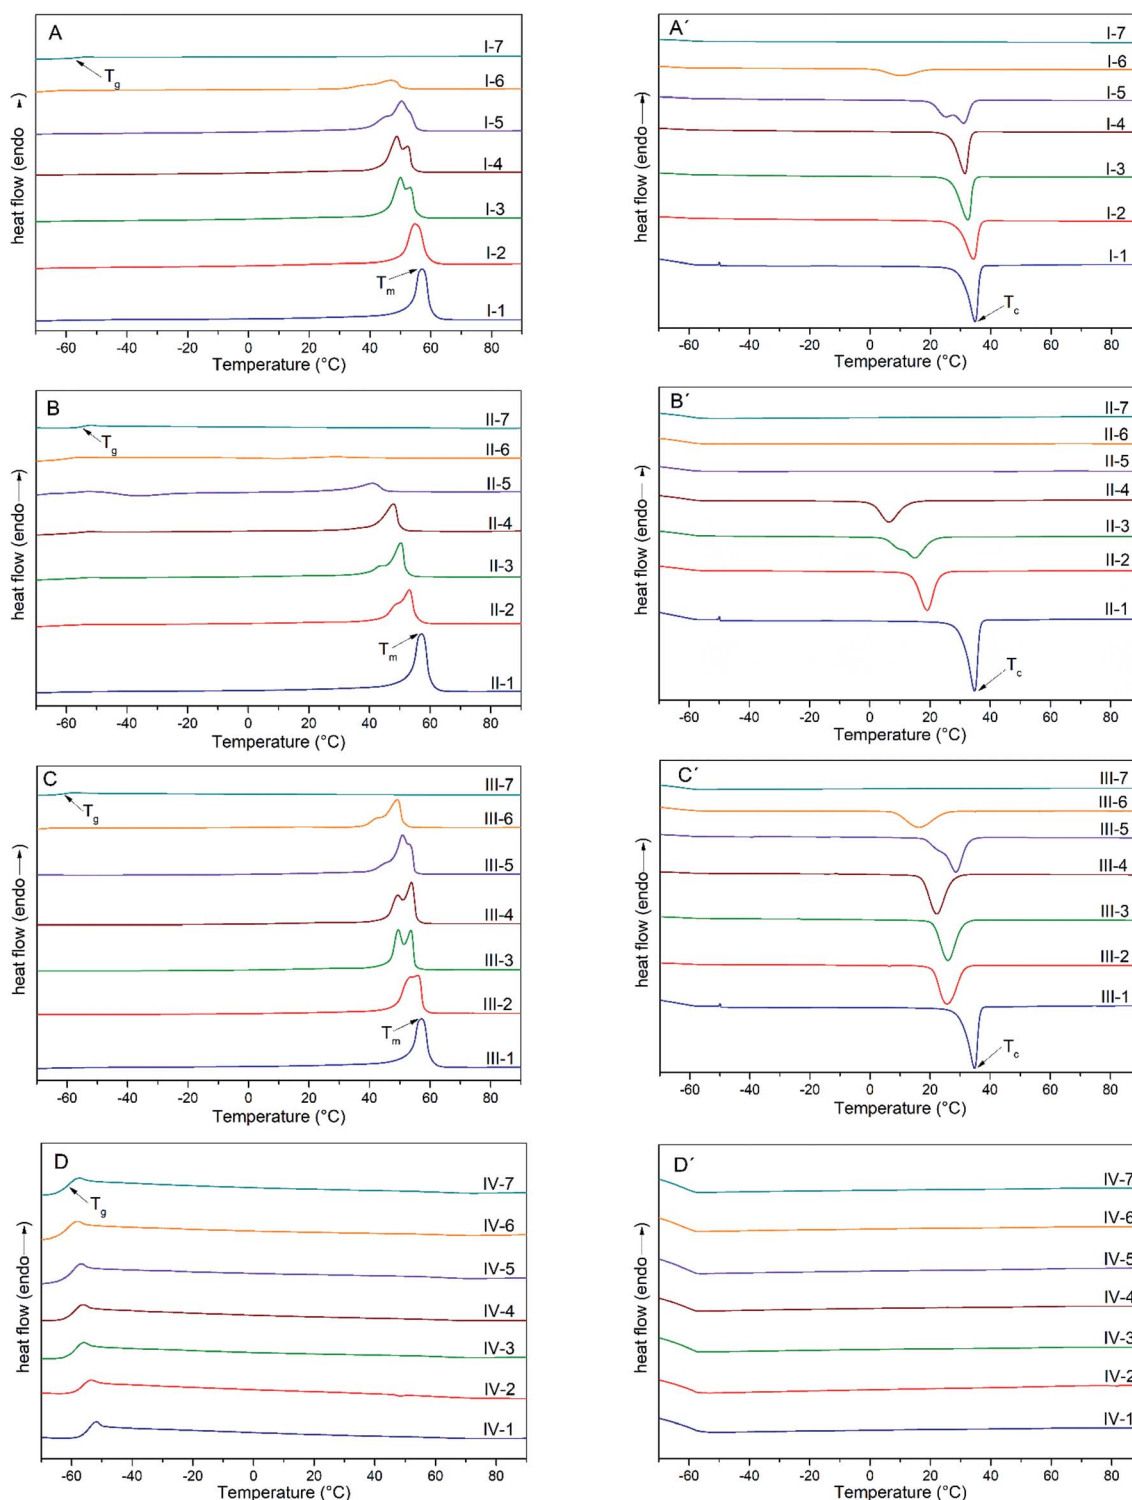 A
I-7
Tg
I-6
I-5
I-4
I-3
I-2
Tm
I-1
heat flow (endo →)
-60 -40 -20 0 20 40 60 80
Temperature (°C)
A´
I-7
I-6
I-5
I-4
I-3
I-2
I-1
Tc
heat flow (endo →)
-60 -40 -20 0 20 40 60 80
Temperature (°C)
B
II-7
Tg
II-6
II-5
II-4
II-3
II-2
Tm
II-1
heat flow (endo →)
-60 -40 -20 0 20 40 60 80
Temperature (°C)
B´
II-7
II-6
II-5
II-4
II-3
II-2
II-1
Tc
heat flow (endo →)
-60 -40 -20 0 20 40 60 80
Temperature (°C)
C
III-7
Tg
III-6
III-5
III-4
III-3
III-2
Tm
III-1
heat flow (endo →)
-60 -40 -20 0 20 40 60 80
Temperature (°C)
C´
III-7
III-6
III-5
III-4
III-3
III-2
III-1
Tc
heat flow (endo →)
-60 -40 -20 0 20 40 60 80
Temperature (°C)
D
IV-7
Tg
IV-6
IV-5
IV-4
IV-3
IV-2
IV-1
heat flow (endo →)
-60 -40 -20 0 20 40 60 80
Temperature (°C)
D´
IV-7
IV-6
IV-5
IV-4
IV-3
IV-2
IV-1
heat flow (endo →)
-60 -40 -20 0 20 40 60 80
Temperature (°C)